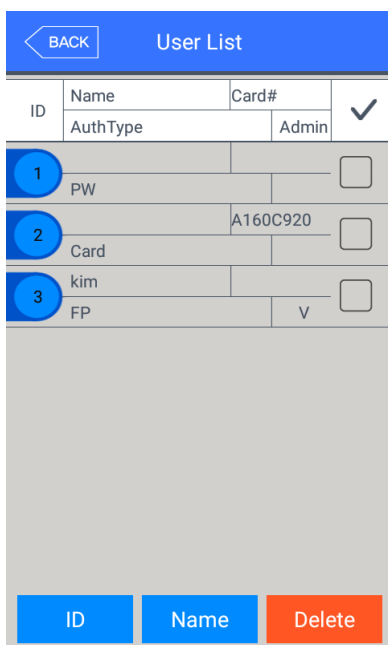 BACK User List
ID Name Card#
AuthType Admin
1
PW
2 A160C920
Card
3 kim
FP V
ID Name Delete